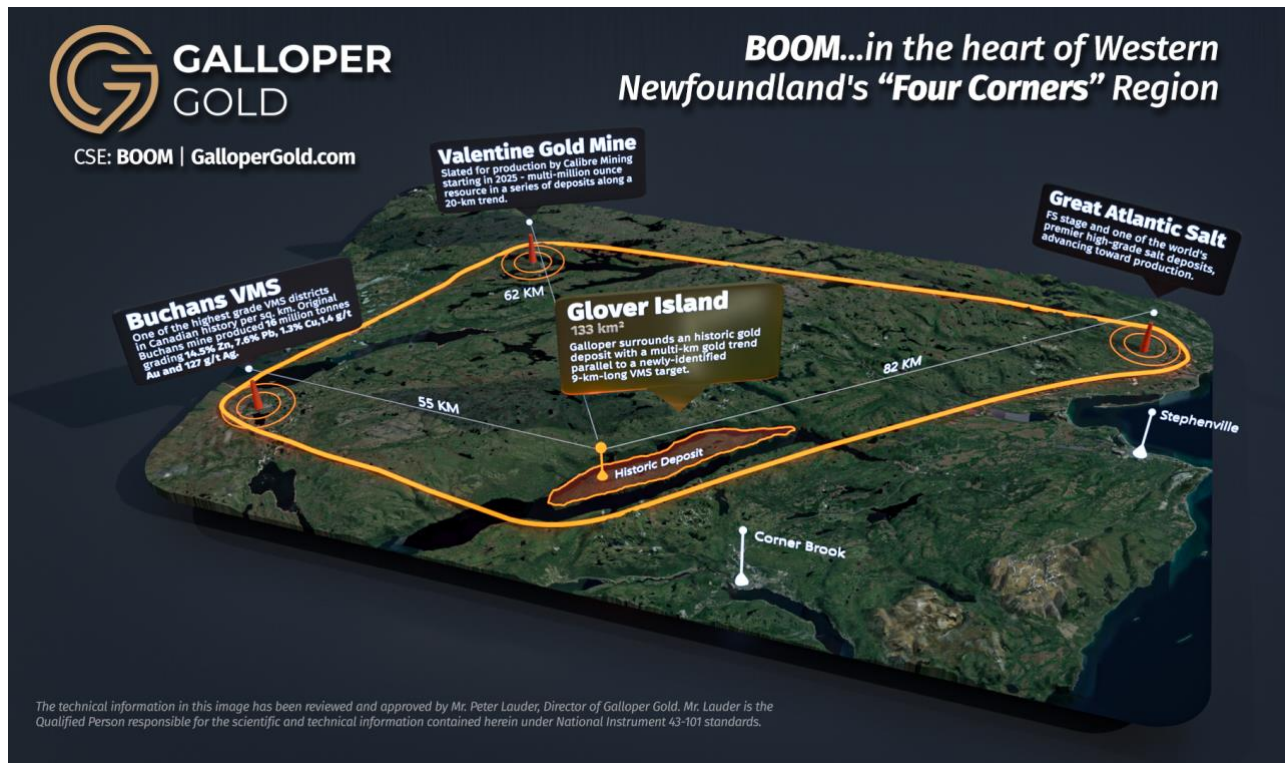 GALLOPER
GOLD
CSE: BOOM | GalloperGold.com
BOOM...in the heart of Western
Newfoundland's “Four Corners” Region
Valentine Gold Mine
Slated for production by Calibre Mining
starting in 2025 - multi-million ounce
resource in a series of deposits along a
20-km trend.
Great Atlantic Salt
FS stage and one of the world's
premier high-grade salt deposits,
advancing toward production.
Buchans VMS
One of the highest grade VMS districts
in Canadian history per sq. km. Original
Buchans mine produced 16 million tonnes
grading 14.5% Zn, 7.6% Pb, 1.3% Cu,1.4 g/t
Au and 127 g/t Ag.
62 KM
Glover Island
133 km²
Galloper surrounds an historic gold
deposit with a multi-km gold trend
parallel to a newly-identified
9-km-long VMS target.
82 KM
55 KM
Stephenville
Historic Deposit
Corner Brook
The technical information in this image has been reviewed and approved by Mr. Peter Lauder, Director of Galloper Gold. Mr. Lauder is the
Qualified Person responsible for the scientific and technical information contained herein under National Instrument 43-101 standards.